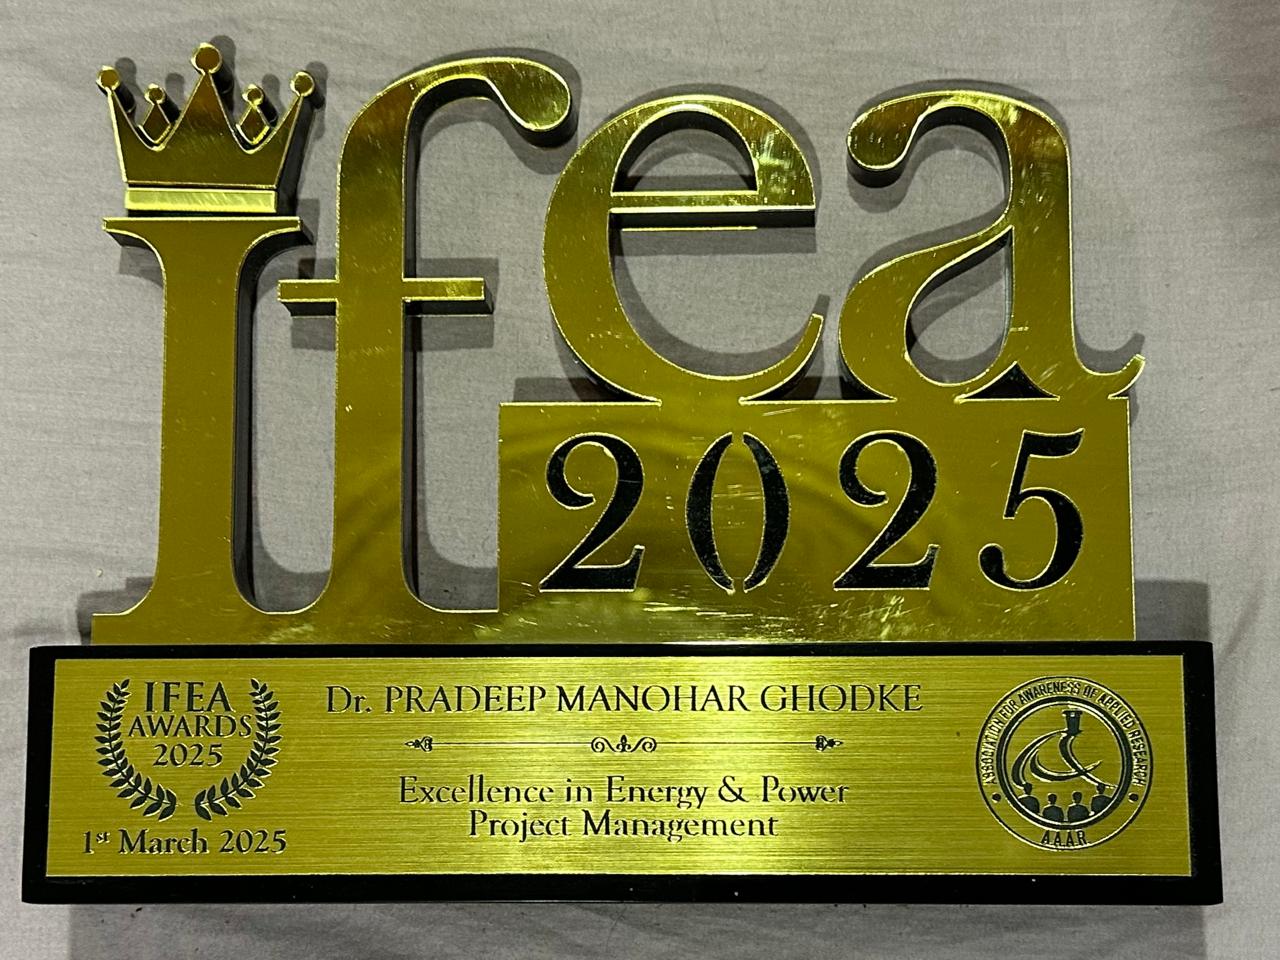 Ifea
2025
IFEA
AWARDS
2025
1st March 2025
Dr. PRADEEP MANOHAR GHODKE
Excellence in Energy & Power
Project Management
ASSOCIATION FOR AWARENESS OF APPLIED RESEARCH
AAAR